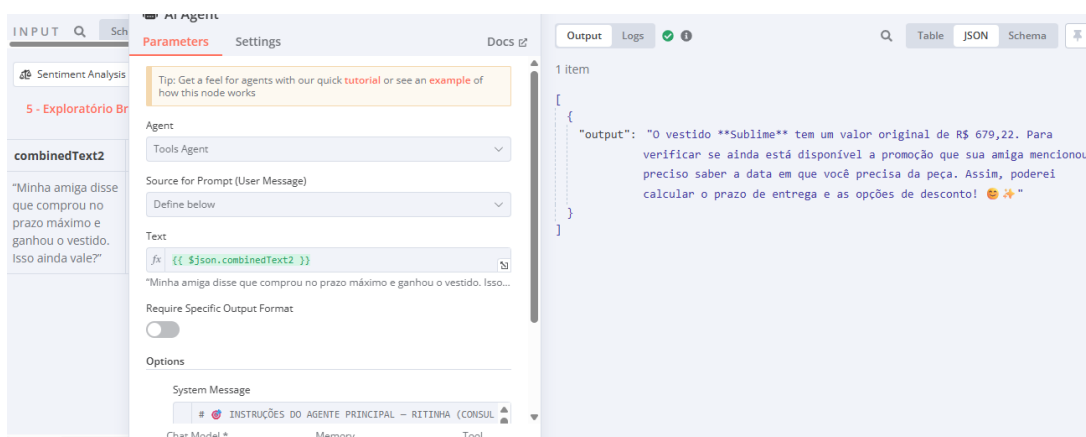 INPUT
Sch
Sentiment Analysis
5 - Exploratório Br
combinedText2
“Minha amiga disse
que comprou no
prazo máximo e
ganhou o vestido.
Isso ainda vale?”
AI Agent
Parameters
Settings
Docs
Tip: Get a feel for agents with our quick tutorial or see an example of
how this node works
Agent
Tools Agent
Source for Prompt (User Message)
Define below
Text
fx {{ $json.combinedText2 }}
“Minha amiga disse que comprou no prazo máximo e ganhou o vestido. Isso...
Require Specific Output Format
Options
System Message
# 🎯 INSTRUÇÕES DO AGENTE PRINCIPAL – RITINHA (CONSUL
Chat Model *
Memory
Tool
Output
Logs
Table
JSON
Schema
1 item
[
{
"output": "O vestido **Sublime** tem um valor original de R$ 679,22. Para
verificar se ainda está disponível a promoção que sua amiga mencionou
preciso saber a data em que você precisa da peça. Assim, poderei
calcular o prazo de entrega e as opções de desconto! 😊✨"
}
]